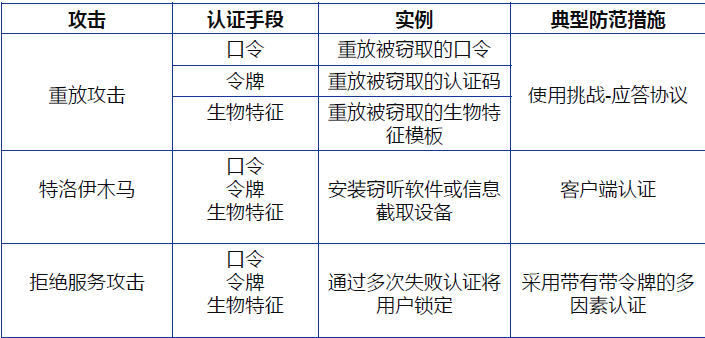 攻击 认证手段 实例 典型防范措施
重放攻击
口令 重放被窃取的口令
令牌 重放被窃取的认证码
生物特征 重放被窃取的生物特
征模板
使用挑战-应答协议
特洛伊木马
口令
令牌
生物特征
安装窃听软件或信息
截取设备
客户端认证
拒绝服务攻击
口令
令牌
生物特征
通过多次失败认证将
用户锁定
采用带有带令牌的多
因素认证